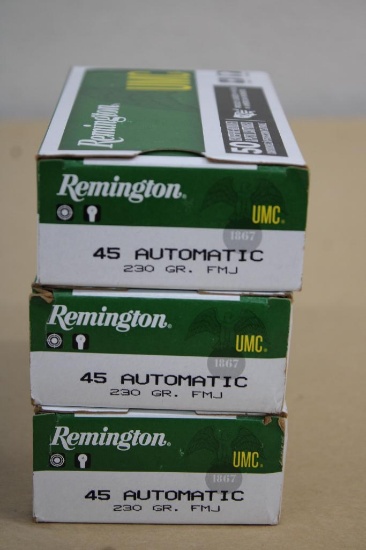 UMC
Remington
50
Remington.
UMC®
1867
45 AUTOMATIC
230 GR. FMJ
Remington.
UMC®
1867
45 AUTOMATIC
230 GR. FMJ
Remington.
UMC®
1867
45 AUTOMATIC
230 GR. FMJ